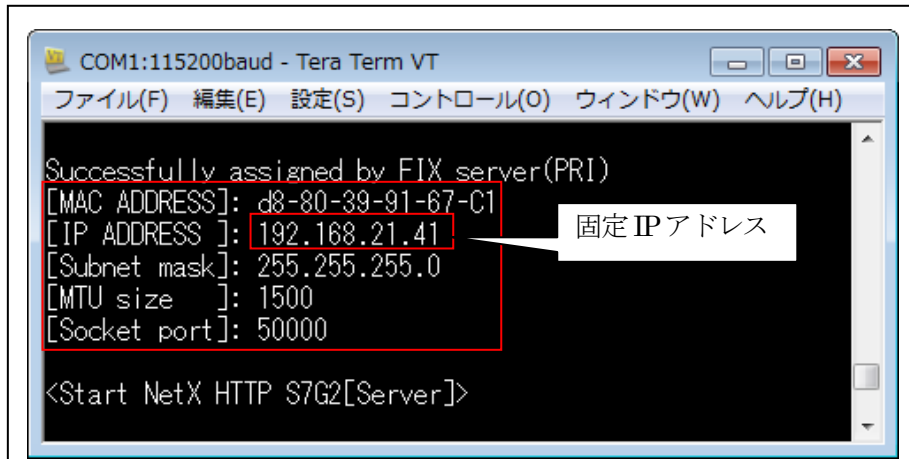 COM1:115200baud - Tera Term VT
ファイル(F) 編集(E) 設定(S) コントロール(O) ウィンドウ(W) ヘルプ(H)
Successfully assigned by FIX server(PRI)
[MAC ADDRESS]: d8-80-39-91-67-C1
[IP ADDRESS ]: 192.168.21.41
固定IPアドレス
[Subnet mask]: 255.255.255.0
[MTU size   ]: 1500
[Socket port]: 50000
<Start NetX HTTP S7G2[Server]>